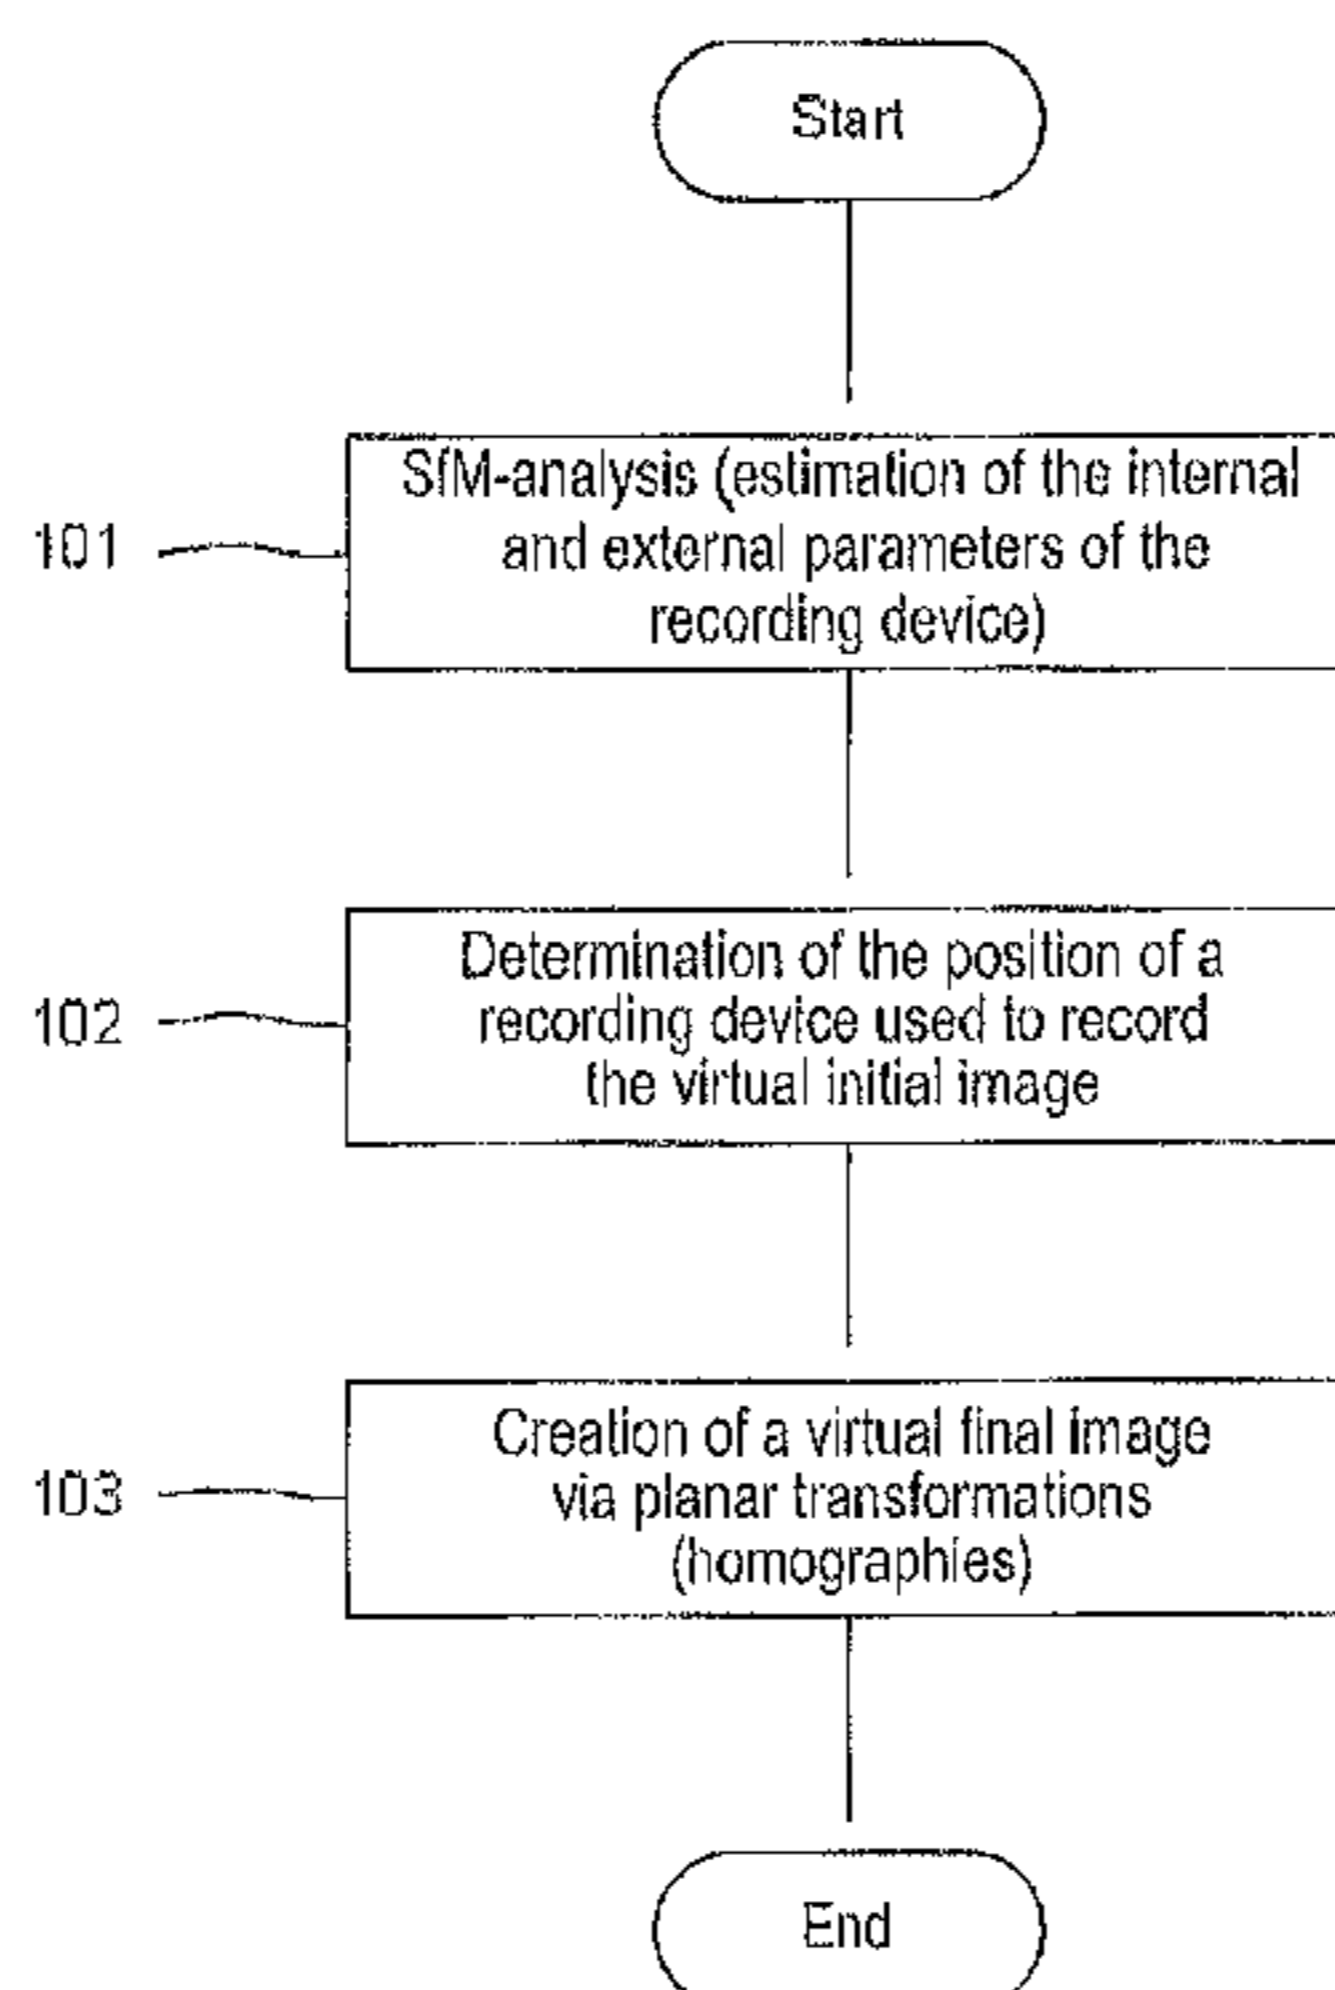 Start
101
SfM-analysis (estimation of the internal
and external parameters of the
recording device)
102
Determination of the position of a
recording device used to record
the virtual initial image
103
Creation of a virtual final image
via planar transformations
(homographies)
End